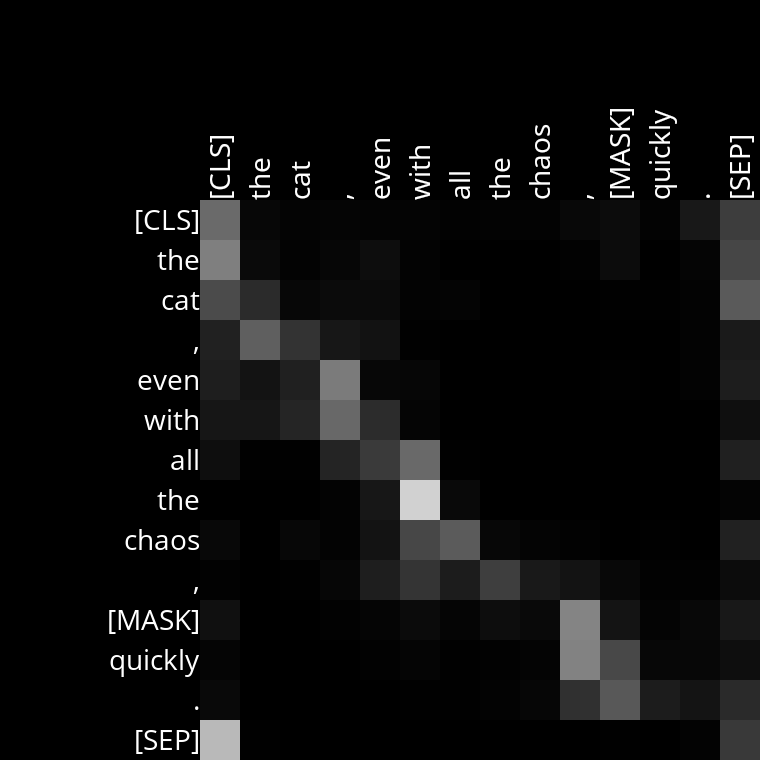 [CLS] the cat , even with all the chaos , [MASK] quickly . [SEP]
[CLS]
the
cat
,
even
with
all
the
chaos
,
[MASK]
quickly
.
[SEP]